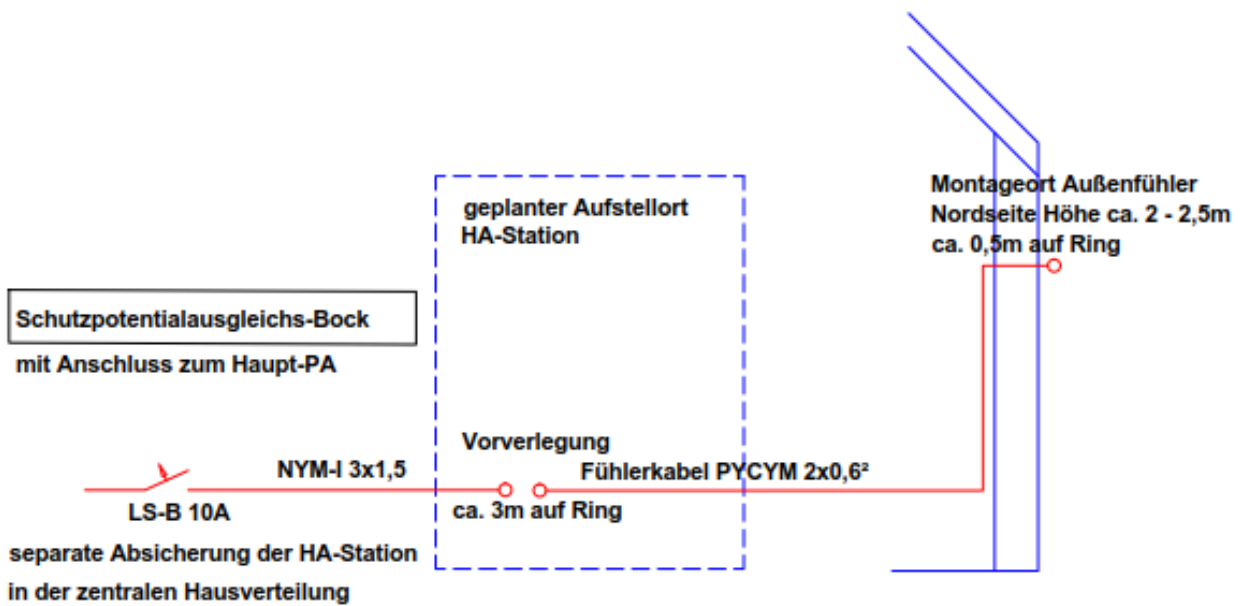 Montageort Außenfühler
Nordseite Höhe ca. 2 - 2,5m
ca. 0,5m auf Ring
geplanter Aufstellort
HA-Station
Schutzpotentialausgleichs-Bock
mit Anschluss zum Haupt-PA
Vorverlegung
NYM-I 3x1,5
Fühlerkabel PYCYM 2x0,6²
ca. 3m auf Ring
LS-B 10A
separate Absicherung der HA-Station
in der zentralen Hausverteilung